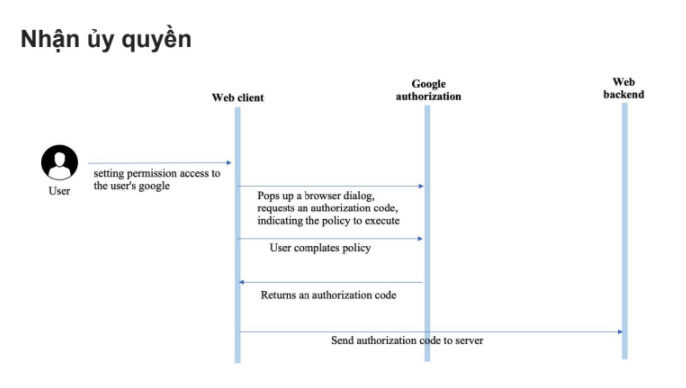 Nhận ủy quyền
Web client
Google
authorization
Web
backend
User
setting permission access to
the user's google
Pops up a browser dialog,
requests an authorization code,
indicating the policy to execute
User complates policy
Returns an authorization code
Send authorization code to server